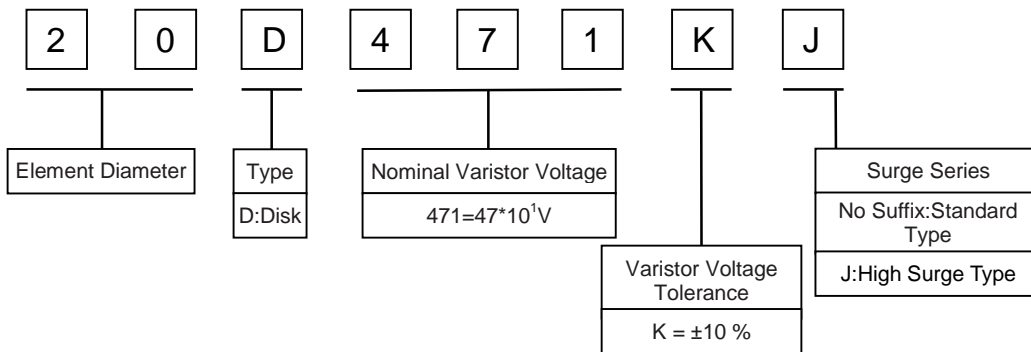 2 0 D 4 7 1 K J
Element Diameter
Type
D:Disk
Nominal Varistor Voltage
471=47*10¹V
Varistor Voltage
Tolerance
K = ±10 %
Surge Series
No Suffix:Standard
Type
J:High Surge Type